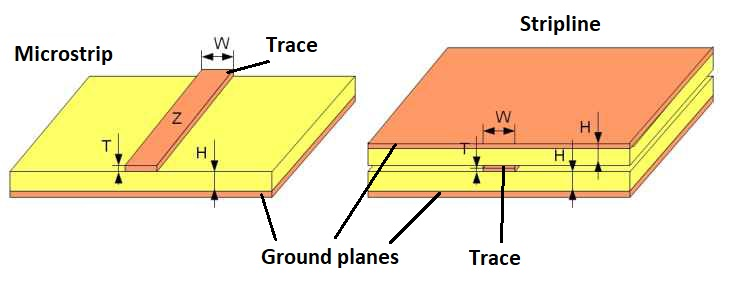 Stripline
Microstrip
W
Trace
Z
T
H
W
H
T
H
Ground planes
Trace